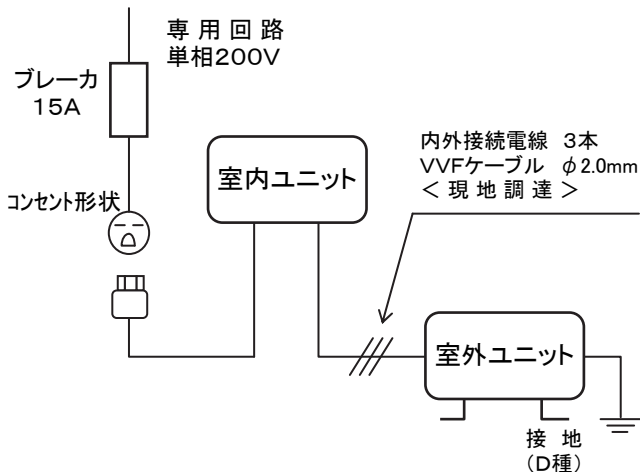 専用回路
単相200V
ブレーカ
15A
コンセント形状
室内ユニット
内外接続電線 3本
VVFケーブル φ2.0mm
＜現地調達＞
室外ユニット
接地
（D種）